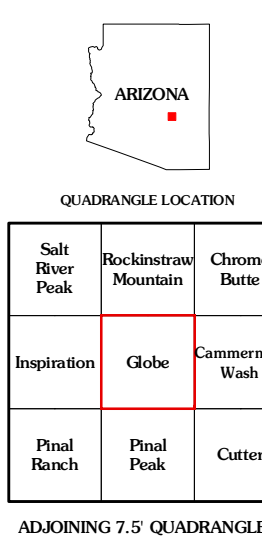 ARIZONA
QUADRANGLE LOCATION
Salt
River
Peak
Rockinstraw
Mountain
Chrome
Butte
Inspiration
Globe
Cammerm
Wash
Pinal
Ranch
Pinal
Peak
Cutter
ADJOINING 7.5' QUADRANGLE